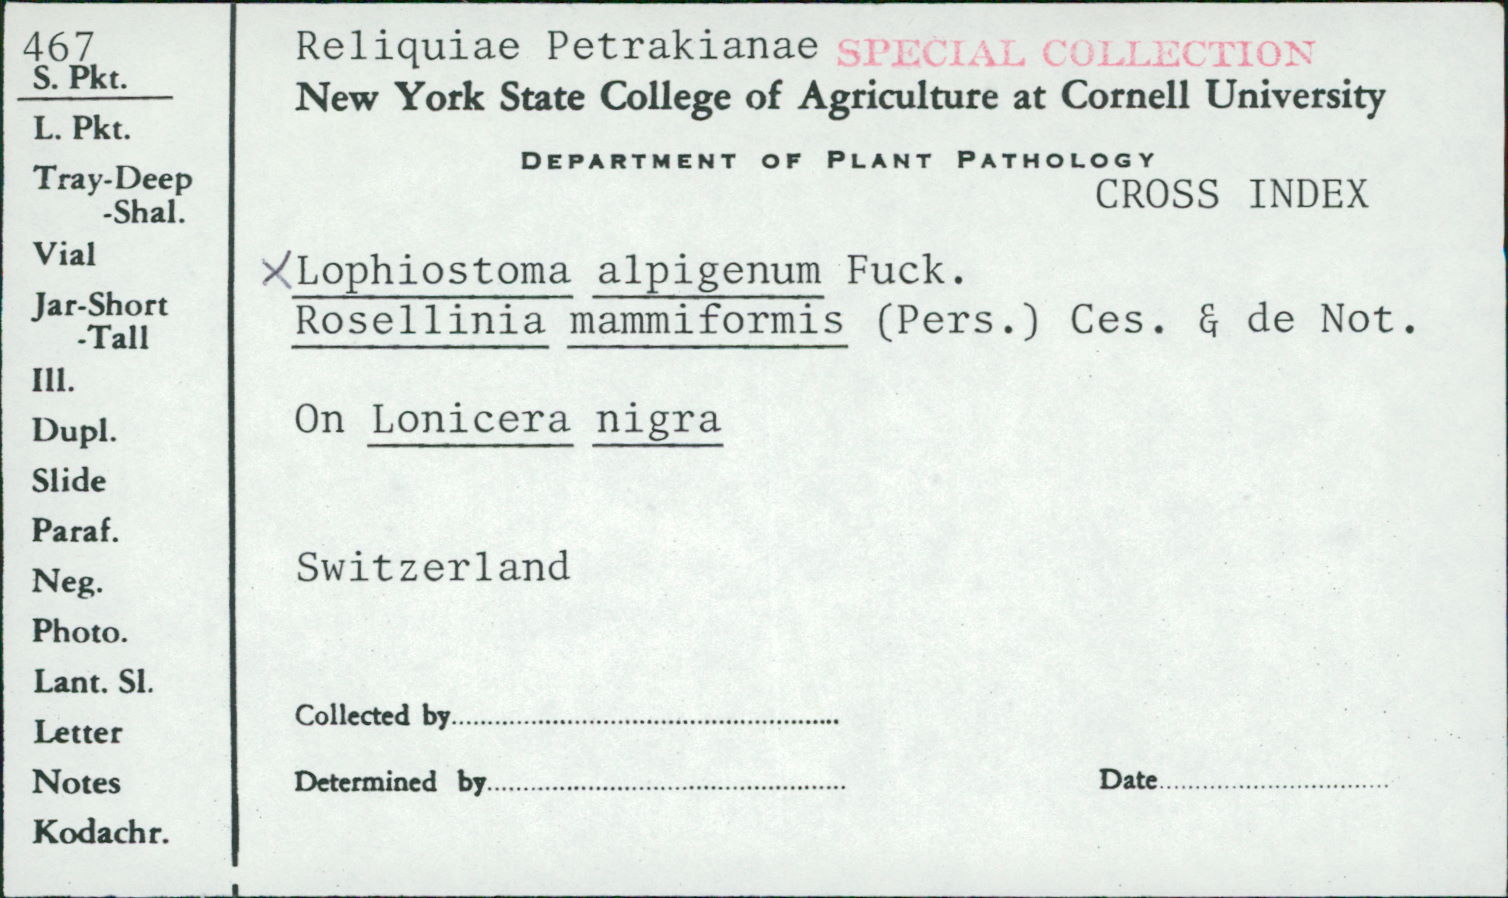 467
S. Pkt.
L. Pkt.
Tray-Deep
-Shal.
Vial
Jar-Short
-Tall
Ill.
Dupl.
Slide
Paraf.
Neg.
Photo.
Lant. Sl.
Letter
Notes
Kodachr.
Reliquiae Petrakianae SPECIAL COLLECTION
New York State College of Agriculture at Cornell University
DEPARTMENT OF PLANT PATHOLOGY
CROSS INDEX
XLophiostoma alpigenum Fuck.
Rosellinia mammiformis (Pers.) Ces. & de Not.
On Lonicera nigra
Switzerland
Collected by
Determined by Date